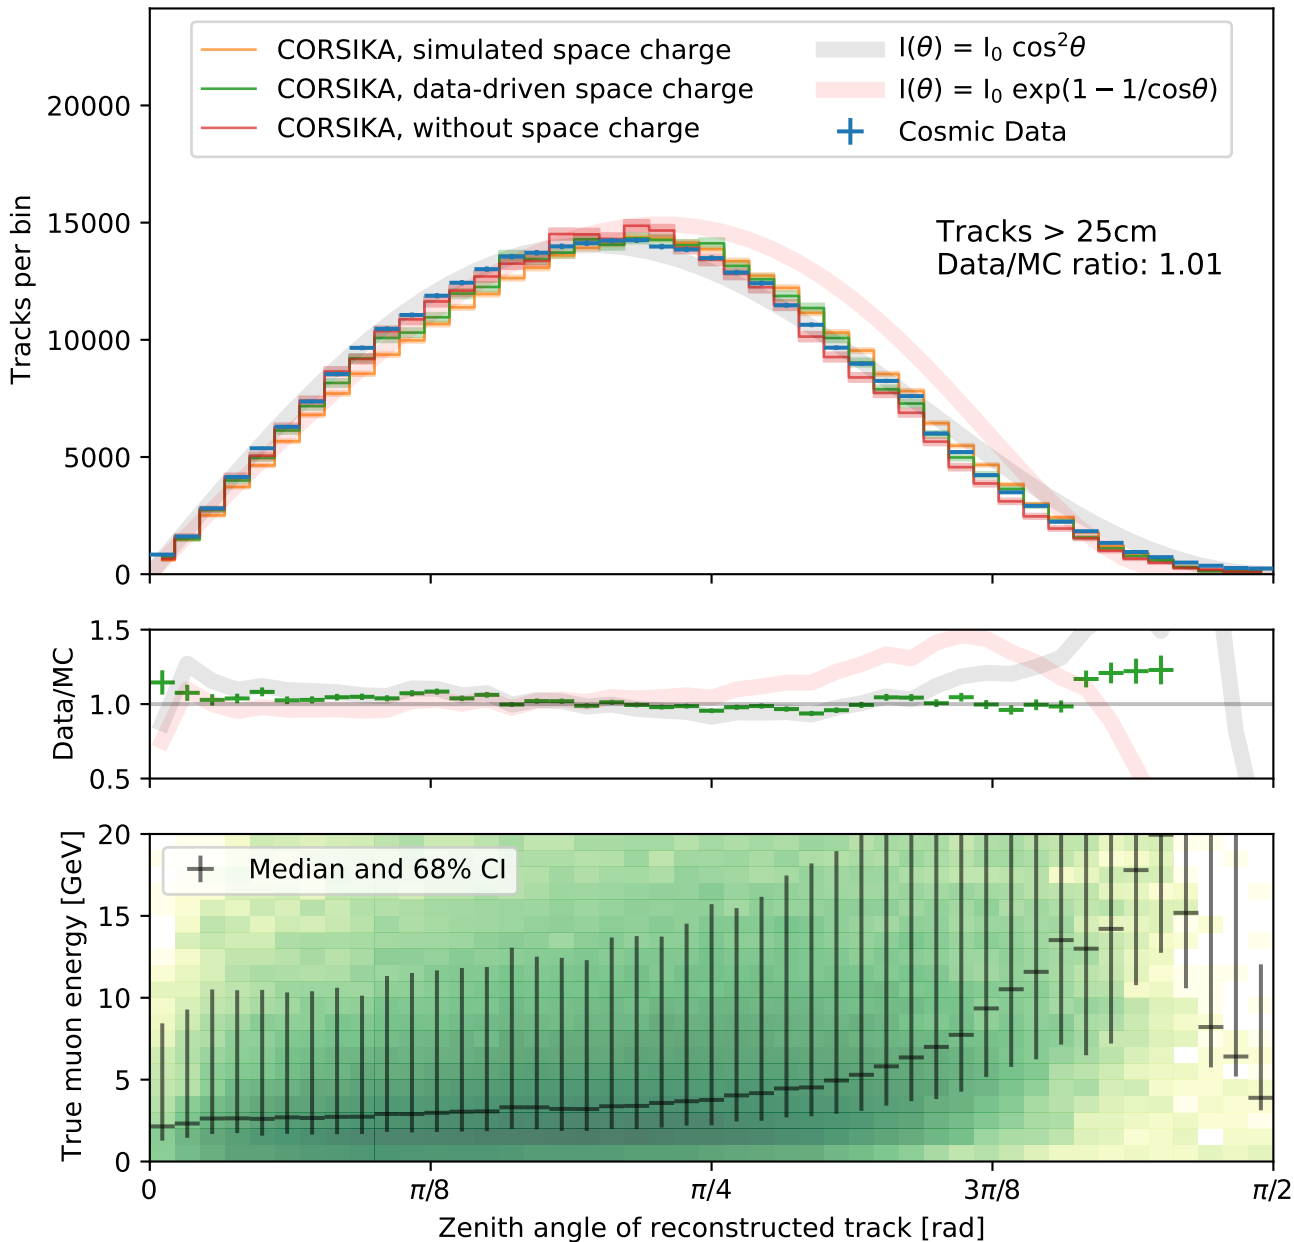 CORSIKA, simulated space charge
CORSIKA, data-driven space charge
CORSIKA, without space charge
I(θ) = I₀ cos²θ
I(θ) = I₀ exp(1 − 1/cosθ)
Cosmic Data
Tracks > 25cm
Data/MC ratio: 1.01
Tracks per bin
20000
15000
10000
5000
0
Data/MC
1.5
1.0
0.5
Median and 68% CI
True muon energy [GeV]
20
15
10
5
0
0 π/8 π/4 3π/8 π/2
Zenith angle of reconstructed track [rad]